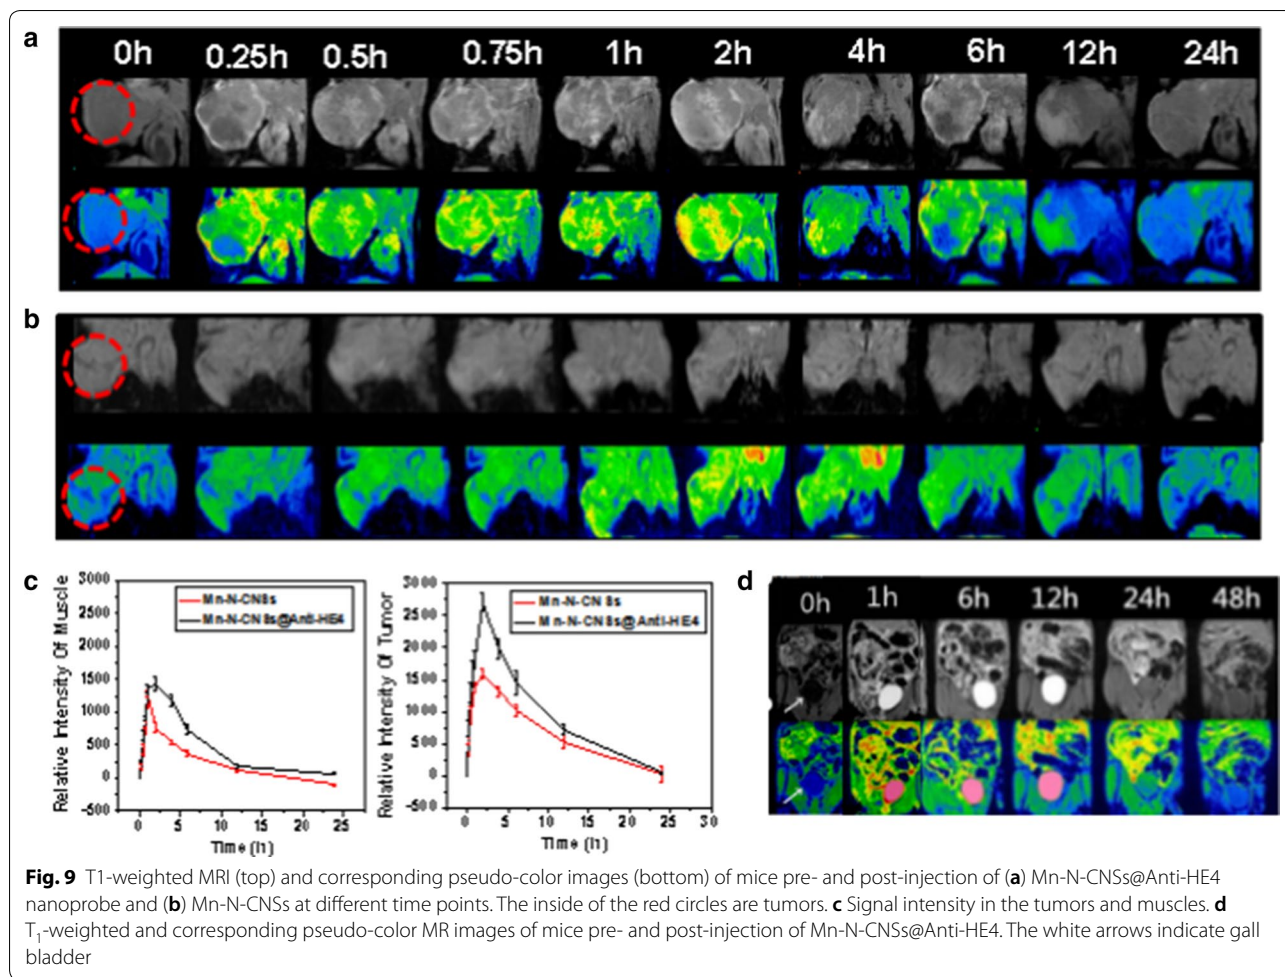 a
0h 0.25h 0.5h 0.75h 1h 2h 4h 6h 12h 24h
b
c
Relative Intensity Of Muscle
3000
2500
2000
1500
1000
500
0
-500
Mn-N-CN8s
Mn-N-CN8s@Anti-HE4
0 5 10 15 20 25
Time (h)
Relative Intensity Of Tumor
3000
2500
2000
1500
1000
500
0
-500
Mn-N-CN8s
Mn-N-CN8s@Anti-HE4
0 5 10 15 20 25 30
Time (h)
d
0h 1h 6h 12h 24h 48h
Fig. 9 T1-weighted MRI (top) and corresponding pseudo-color images (bottom) of mice pre- and post-injection of (a) Mn-N-CNSs@Anti-HE4
nanoprobe and (b) Mn-N-CNSs at different time points. The inside of the red circles are tumors. c Signal intensity in the tumors and muscles. d
T₁-weighted and corresponding pseudo-color MR images of mice pre- and post-injection of Mn-N-CNSs@Anti-HE4. The white arrows indicate gall
bladder